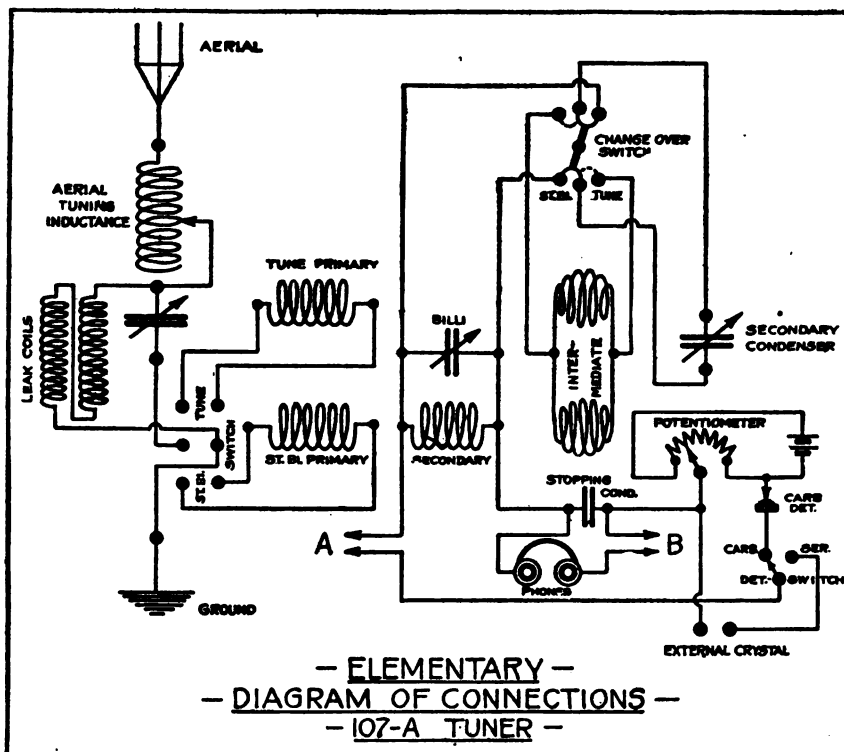 AERIAL
AERIAL
TUNING
INDUCTANCE
LEAK COILS
TUNE PRIMARY
TUNE
SWITCH
ST. BI.
ST. BI. PRIMARY
GROUND
BILLI
SECONDARY
CHANGE OVER
SWITCH
ST. BI.
TUNE
INTER-
MEDIATE
SECONDARY
CONDENSER
POTENTIOMETER
STOPPING
COND.
CARB
DET.
A
B
PHONES
CARB.
SER.
DET.-SWITCH
EXTERNAL CRYSTAL
- ELEMENTARY -
- DIAGRAM OF CONNECTIONS -
- 107-A TUNER -